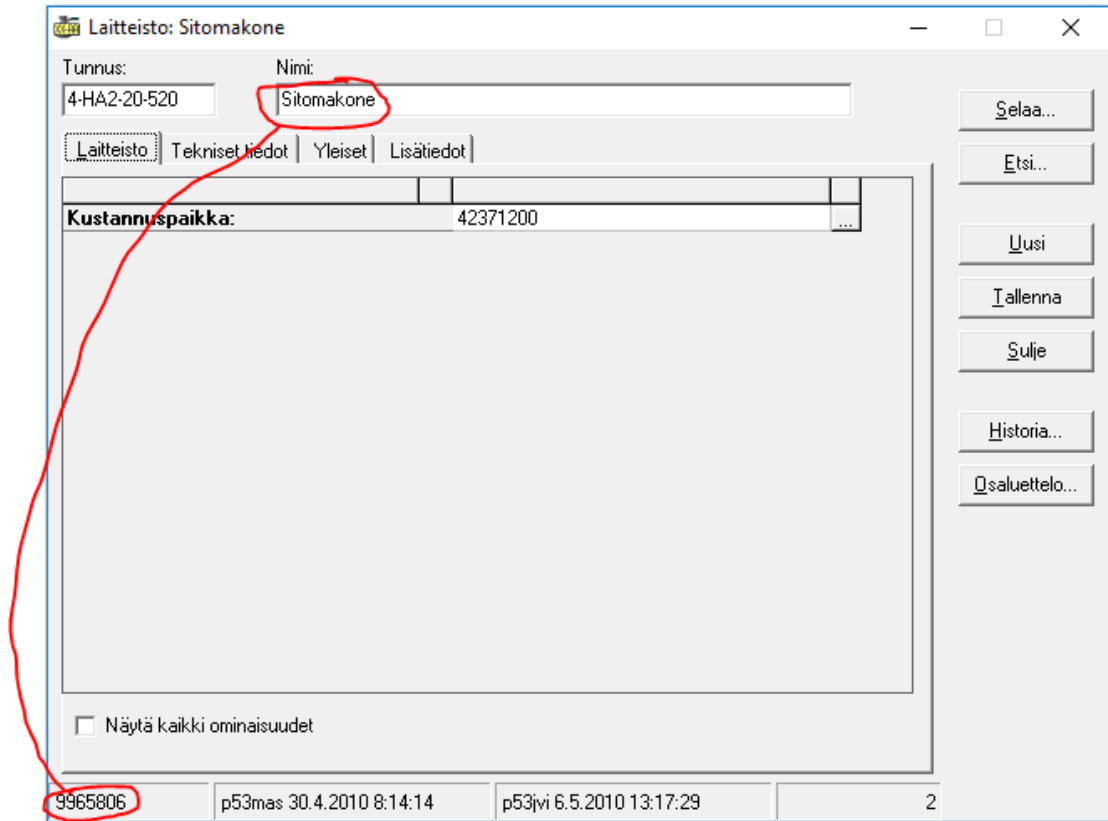 Laitteisto: Sitomakone
Tunnus: Nimi:
4-HA2-20-520 Sitomakone
Selaa...
Laitteisto Tekniset tiedot Yleiset Lisätiedot
Etsi...
Kustannuspaikka: 42371200 ...
Uusi
Tallenna
Sulje
Historia...
Osaluettelo...
Näytä kaikki ominaisuudet
9965806 p53mas 30.4.2010 8:14:14 p53jvi 6.5.2010 13:17:29 2